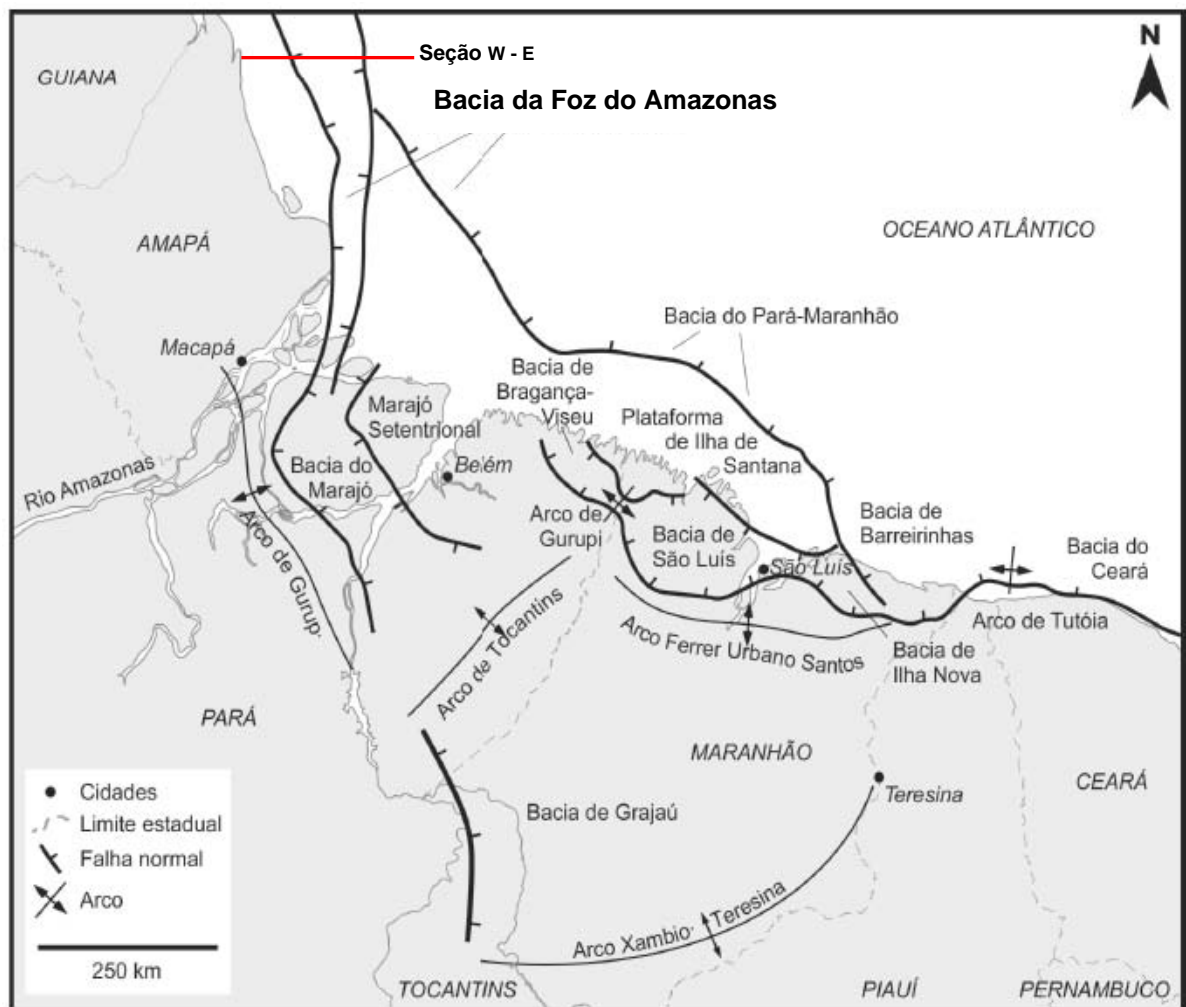 N
Seção W - E
GUIANA
Bacia da Foz do Amazonas
OCEANO ATLÂNTICO
AMAPÁ
Bacia do Pará-Maranhão
Macapá
Bacia de
Bragança-
Viseu
Plataforma
de Ilha de
Santana
Marajó
Setentrional
Belém
Rio Amazonas
Bacia do
Marajó
Arco de Gurup·
Arco de
Gurupi
Bacia de
São Luís
São Luís
Bacia de
Barreirinhas
Bacia do
Ceará
Arco de Tutóia
Arco de Tocantins
Arco Ferrer Urbano Santos
Bacia de
Ilha Nova
PARÁ
MARANHÃO
CEARÁ
Teresina
Bacia de Grajaú
Arco Xambio· Teresina
Cidades
Limite estadual
Falha normal
Arco
250 km
TOCANTINS
PIAUÍ
PERNAMBUCO